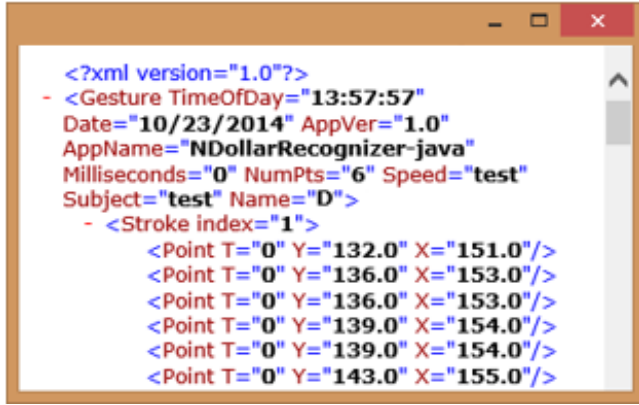 <?xml version="1.0"?>
- <Gesture TimeOfDay="13:57:57"
Date="10/23/2014" AppVer="1.0"
AppName="NDollarRecognizer-java"
Milliseconds="0" NumPts="6" Speed="test"
Subject="test" Name="D">
- <Stroke index="1">
<Point T="0" Y="132.0" X="151.0"/>
<Point T="0" Y="136.0" X="153.0"/>
<Point T="0" Y="136.0" X="153.0"/>
<Point T="0" Y="139.0" X="154.0"/>
<Point T="0" Y="139.0" X="154.0"/>
<Point T="0" Y="143.0" X="155.0"/>